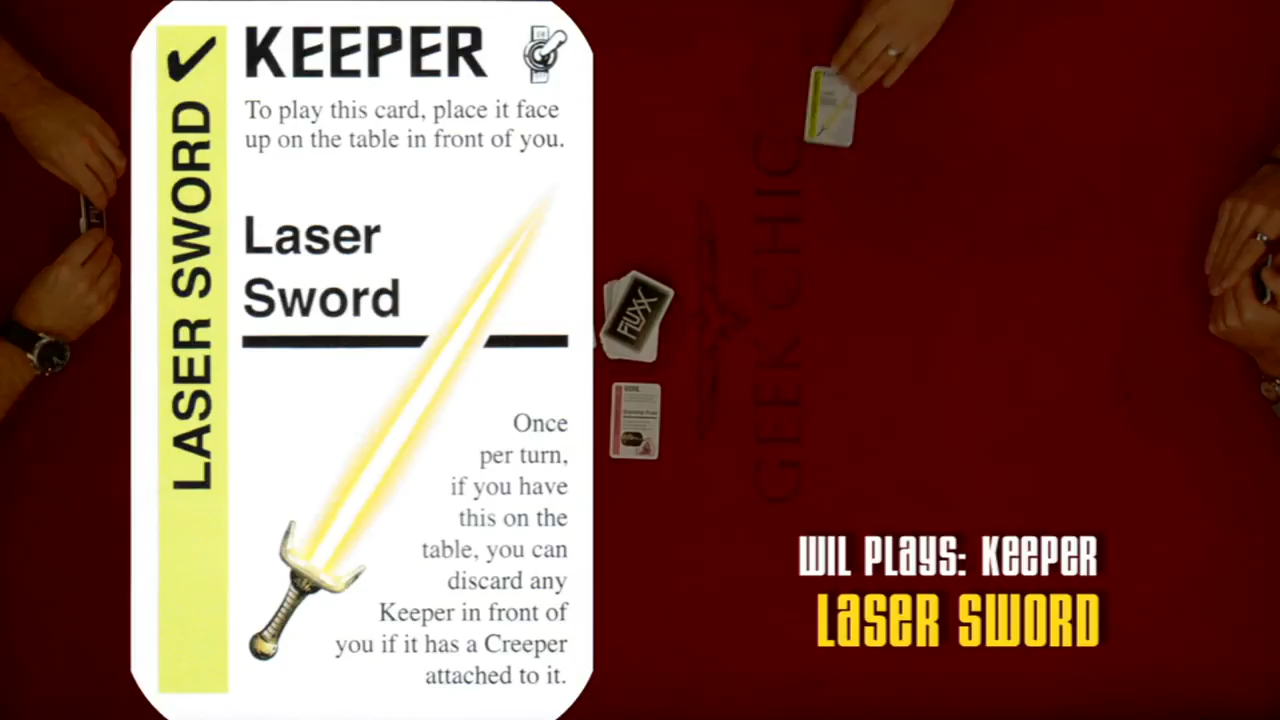 LASER SWORD
KEEPER
To play this card, place it face
up on the table in front of you.
Laser
Sword
Once
per turn,
if you have
this on the
table, you can
discard any
Keeper in front of
you if it has a Creeper
attached to it.
FLUXX
GOAL
GEEK CHIC
WIL PLAYS: KEEPER
LASER SWORD